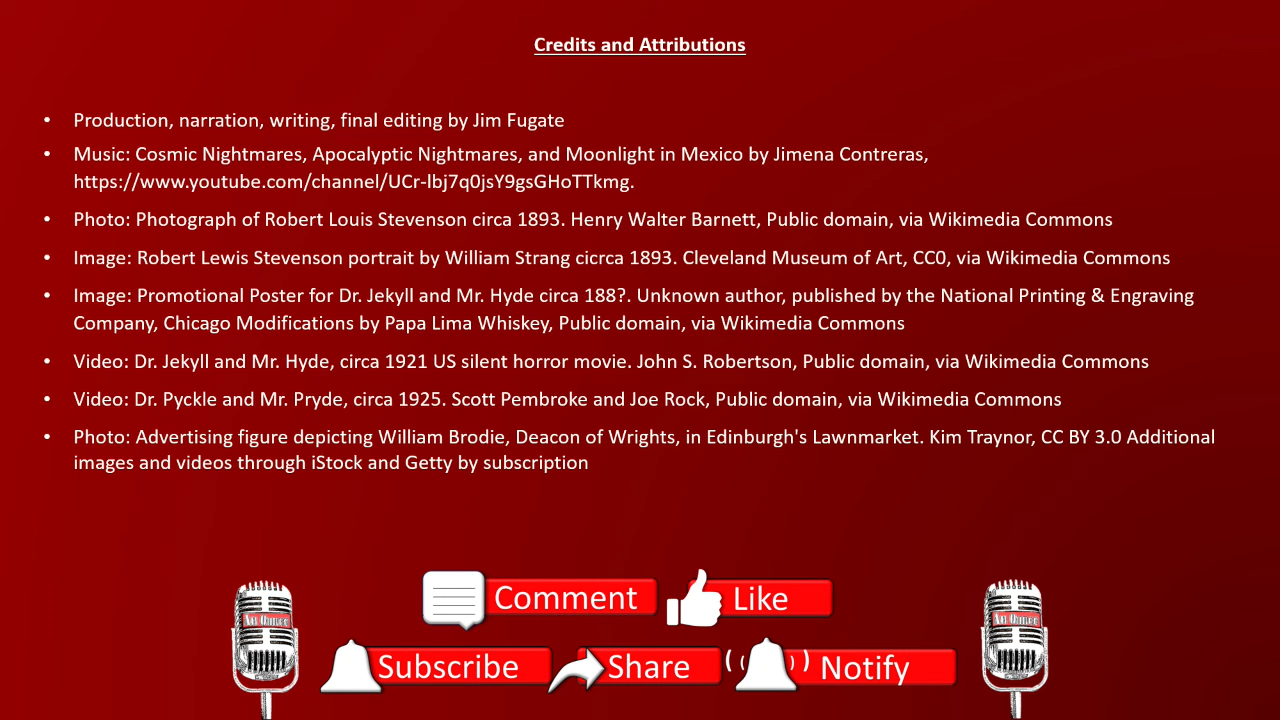 Credits and Attributions
• Production, narration, writing, final editing by Jim Fugate
• Music: Cosmic Nightmares, Apocalyptic Nightmares, and Moonlight in Mexico by Jimena Contreras,
https://www.youtube.com/channel/UCr-lbj7q0jsY9gsGHoTTkmg.
• Photo: Photograph of Robert Louis Stevenson circa 1893. Henry Walter Barnett, Public domain, via Wikimedia Commons
• Image: Robert Lewis Stevenson portrait by William Strang cicrca 1893. Cleveland Museum of Art, CC0, via Wikimedia Commons
• Image: Promotional Poster for Dr. Jekyll and Mr. Hyde circa 188?. Unknown author, published by the National Printing & Engraving
Company, Chicago Modifications by Papa Lima Whiskey, Public domain, via Wikimedia Commons
• Video: Dr. Jekyll and Mr. Hyde, circa 1921 US silent horror movie. John S. Robertson, Public domain, via Wikimedia Commons
• Video: Dr. Pyckle and Mr. Pryde, circa 1925. Scott Pembroke and Joe Rock, Public domain, via Wikimedia Commons
• Photo: Advertising figure depicting William Brodie, Deacon of Wrights, in Edinburgh's Lawnmarket. Kim Traynor, CC BY 3.0 Additional
images and videos through iStock and Getty by subscription
Comment
Like
Subscribe
Share
Notify